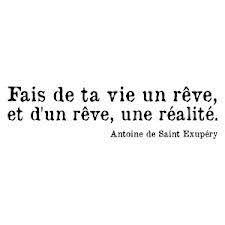 Fais de ta vie un rêve,
et d'un rêve, une réalité.
Antoine de Saint Exupéry